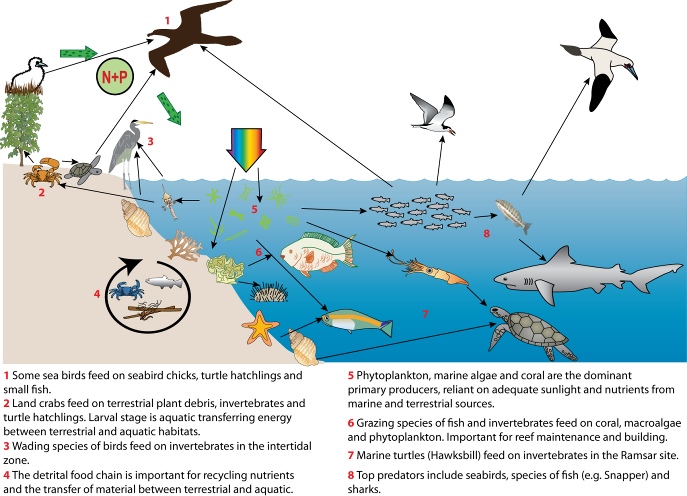 1
N+P
3
2
5
8
6
4
7
1 Some sea birds feed on seabird chicks, turtle hatchlings and
small fish.
2 Land crabs feed on terrestrial plant debris, invertebrates and
turtle hatchlings. Larval stage is aquatic transferring energy
between terrestrial and aquatic habitats.
3 Wading species of birds feed on invertebrates in the intertidal
zone.
4 The detrital food chain is important for recycling nutrients
and the transfer of material between terrestrial and aquatic.
5 Phytoplankton, marine algae and coral are the dominant
primary producers, reliant on adequate sunlight and nutrients from
marine and terrestrial sources.
6 Grazing species of fish and invertebrates feed on coral, macroalgae
and phytoplankton. Important for reef maintenance and building.
7 Marine turtles (Hawksbill) feed on invertebrates in the Ramsar site.
8 Top predators include seabirds, species of fish (e.g. Snapper) and
sharks.